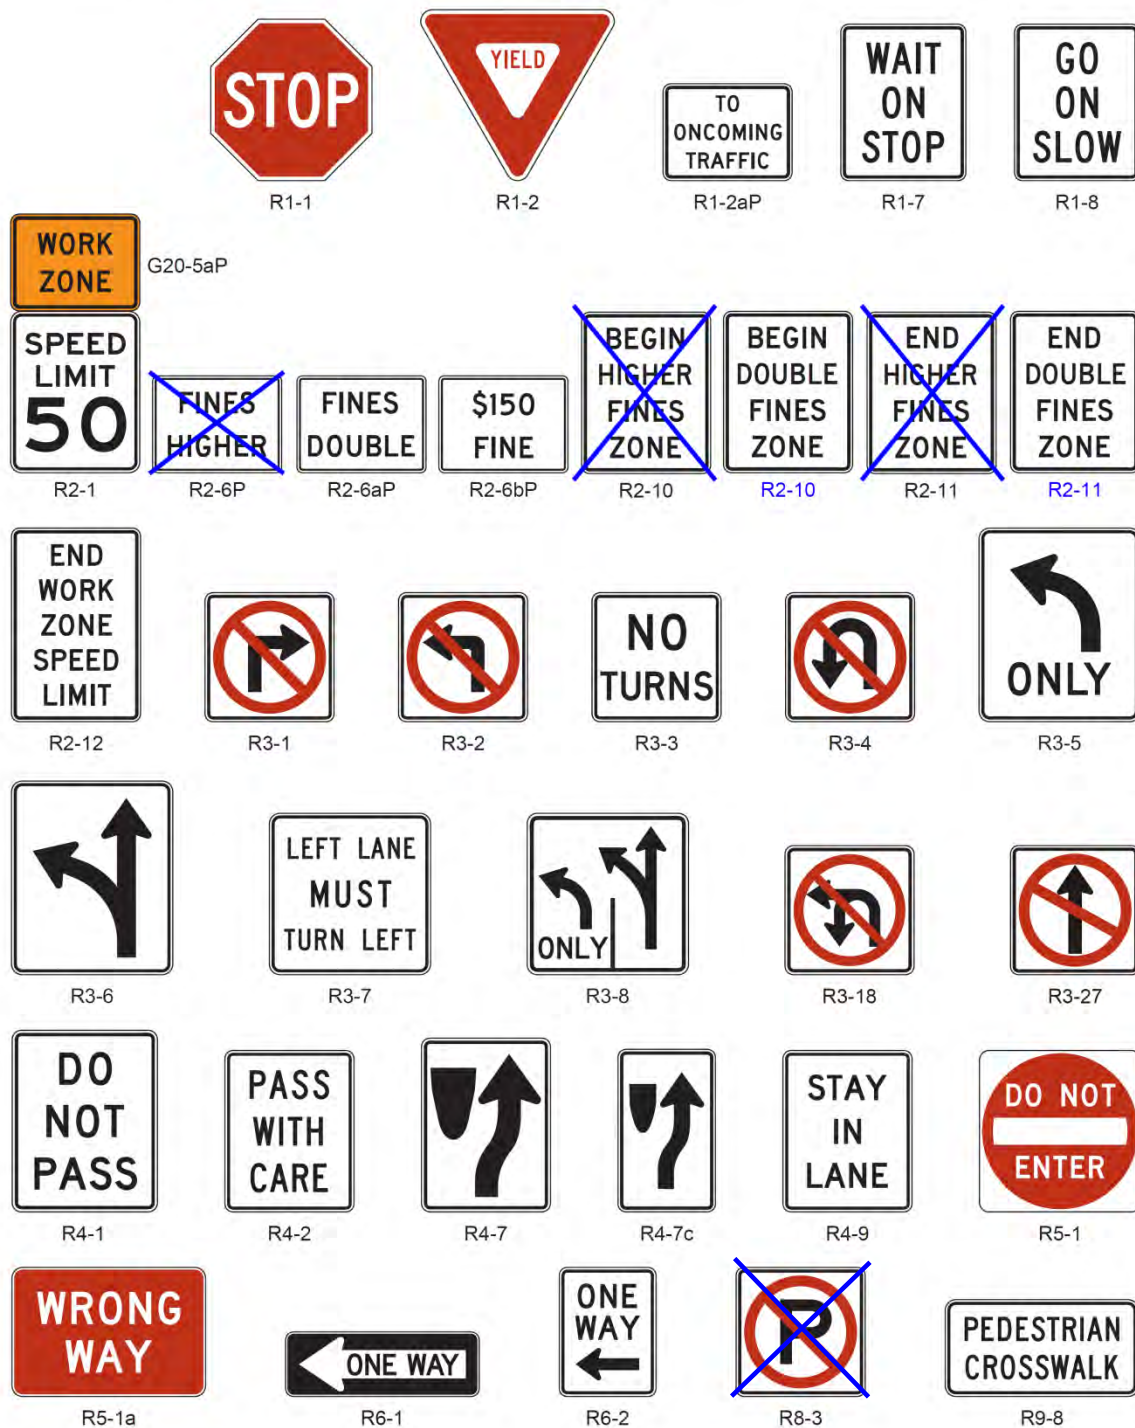 STOP
R1-1
YIELD
R1-2
TO
ONCOMING
TRAFFIC
R1-2aP
WAIT
ON
STOP
R1-7
GO
ON
SLOW
R1-8
WORK
ZONE
G20-5aP
SPEED
LIMIT
50
R2-1
FINES
HIGHER
R2-6P
FINES
DOUBLE
R2-6aP
$150
FINE
R2-6bP
BEGIN
HIGHER
FINES
ZONE
R2-10
BEGIN
DOUBLE
FINES
ZONE
R2-10
END
HIGHER
FINES
ZONE
R2-11
END
DOUBLE
FINES
ZONE
R2-11
END
WORK
ZONE
SPEED
LIMIT
R2-12
R3-1
R3-2
NO
TURNS
R3-3
R3-4
ONLY
R3-5
R3-6
LEFT LANE
MUST
TURN LEFT
R3-7
ONLY
R3-8
R3-18
R3-27
DO
NOT
PASS
R4-1
PASS
WITH
CARE
R4-2
R4-7
R4-7c
STAY
IN
LANE
R4-9
DO NOT
ENTER
R5-1
WRONG
WAY
R5-1a
ONE WAY
R6-1
ONE
WAY
R6-2
P
R8-3
PEDESTRIAN
CROSSWALK
R9-8